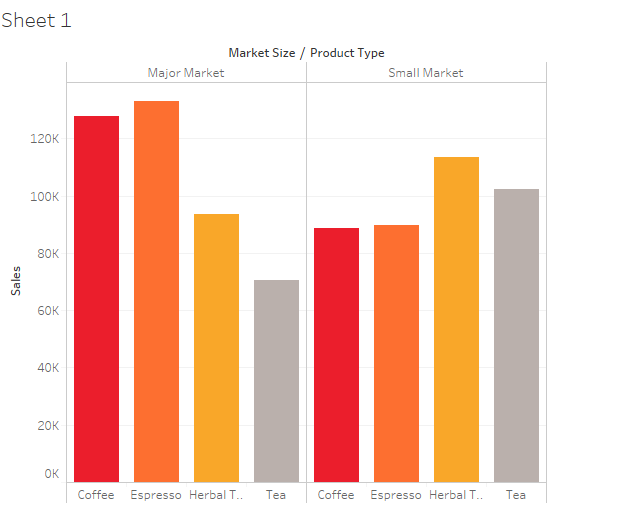 Sheet 1
Market Size / Product Type
Major Market Small Market
120K
100K
80K
60K
40K
20K
0K
Sales
Coffee Espresso Herbal T.. Tea Coffee Espresso Herbal T.. Tea